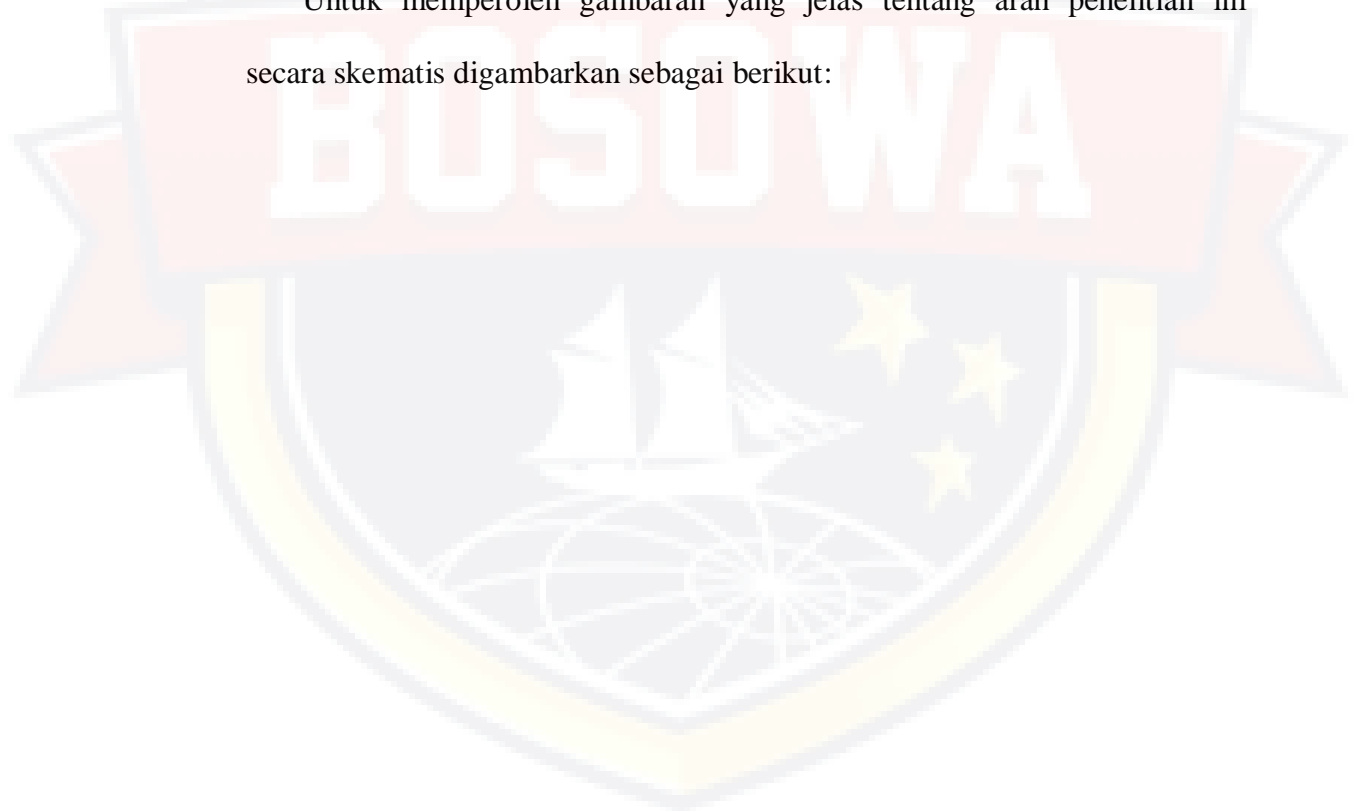 Untuk memperoleh gambaran yang jelas tentang arah penelitian ini
secara skematis digambarkan sebagai berikut:
BOSOWA